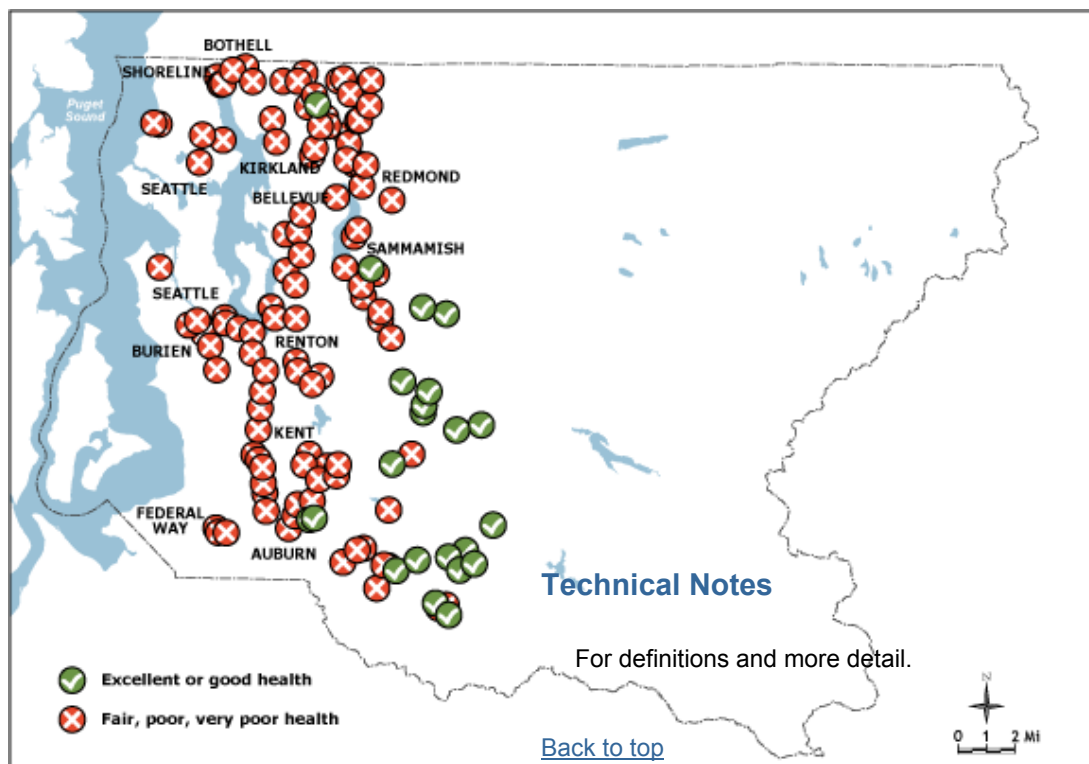 BOTHELL
SHORELINE
Puget
Sound
KIRKLAND
SEATTLE
REDMOND
BELLEVUE
SAMMAMISH
SEATTLE
RENTON
BURIEN
KENT
FEDERAL
WAY
AUBURN
Technical Notes
For definitions and more detail.
Excellent or good health
Fair, poor, very poor health
N
0 1 2 Mi
Back to top